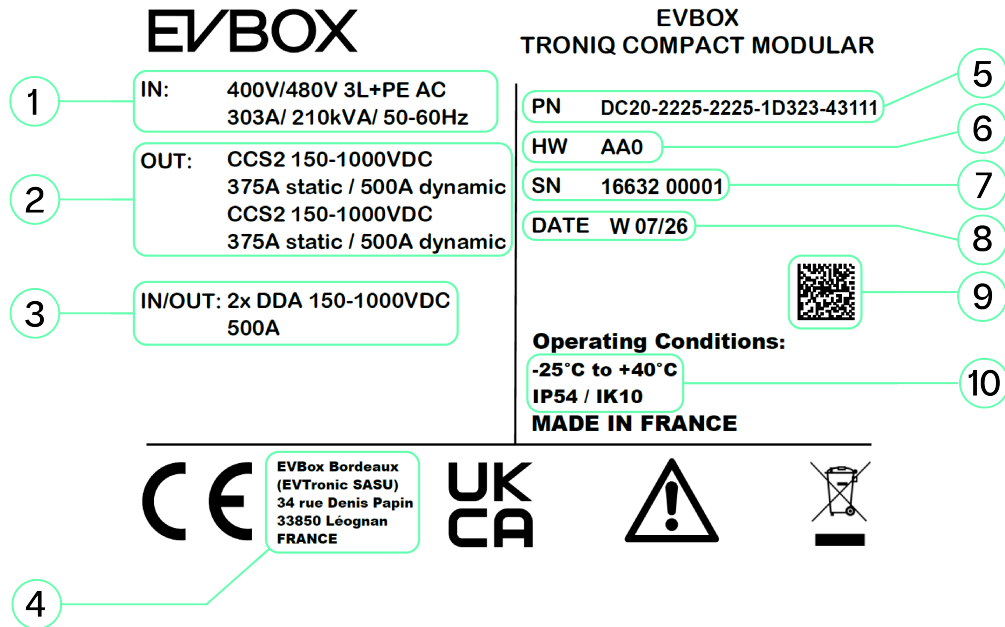 EVBOX
EVBOX
TRONIQ COMPACT MODULAR
1
IN: 400V/480V 3L+PE AC
303A/ 210kVA/ 50-60Hz
2
OUT: CCS2 150-1000VDC
375A static / 500A dynamic
CCS2 150-1000VDC
375A static / 500A dynamic
3
IN/OUT: 2x DDA 150-1000VDC
500A
PN DC20-2225-2225-1D323-43111
5
HW AA0
6
SN 16632 00001
7
DATE W 07/26
8
9
Operating Conditions:
-25°C to +40°C
IP54 / IK10
10
MADE IN FRANCE
CE
EVBox Bordeaux
(EVTronic SASU)
34 rue Denis Papin
33850 Léognan
FRANCE
4
UK
CA
!